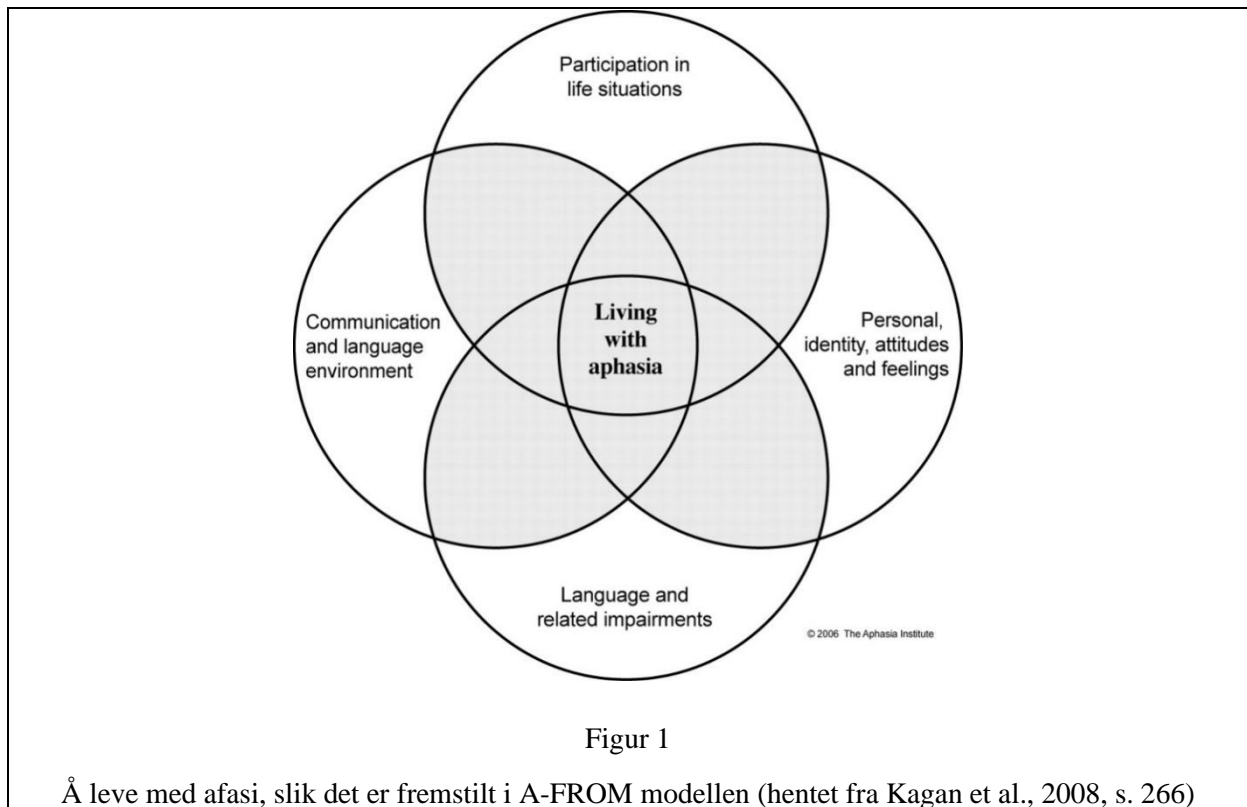 Participation in
life situations
Communication
and language
environment
Living
with
aphasia
Personal,
identity, attitudes
and feelings
Language and
related impairments
© 2006 The Aphasia Institute
Figur 1
Å leve med afasi, slik det er fremstilt i A-FROM modellen (hentet fra Kagan et al., 2008, s. 266)